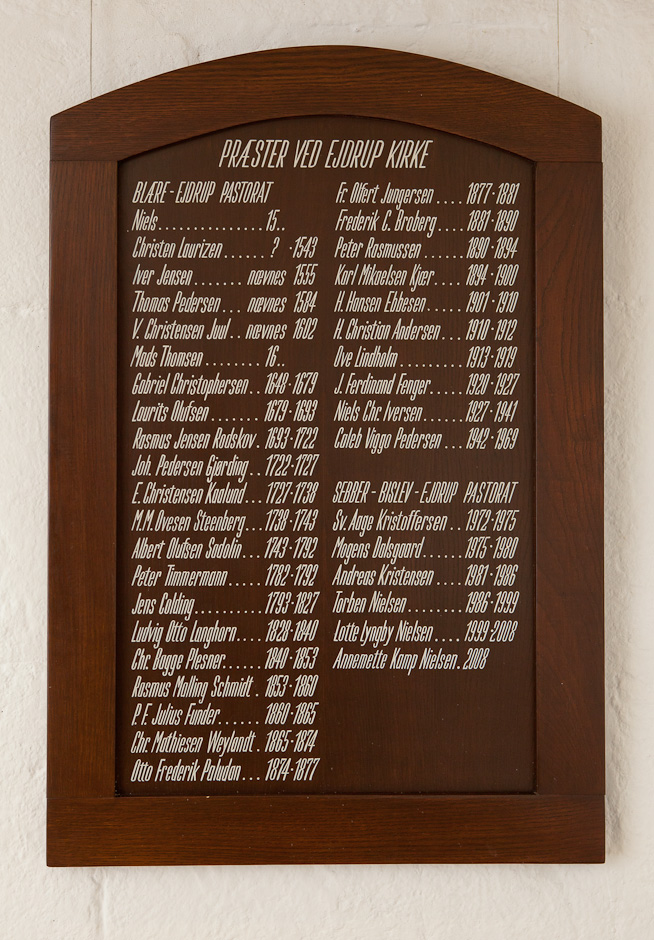 PRÆSTER VED EJDRUP KIRKE
BLÆRE - EJDRUP PASTORAT
Niels............... 15..
Christen Laurizen....... ? -1543
Iver Jensen........ nævnes 1555
Thomas Pedersen... nævnes 1584
V. Christensen Juul.. nævnes 1602
Mads Thomsen......... 16..
Gabriel Christophersen.. 1648-1679
Laurits Olufsen........ 1679-1693
Rasmus Jensen Rodskov. 1693-1722
Joh. Pedersen Gjørding.. 1722-1727
E. Christensen Kaalund.. 1727-1738
M.M. Ovesen Steenberg... 1738-1743
Albert Olufsen Sadolin... 1743-1792
Peter Timmermann..... 1782-1792
Jens Colding.......... 1793-1827
Ludvig Otto Langhorn.... 1828-1840
Chr. Bagge Plesner...... 1840-1853
Rasmus Malling Schmidt. 1853-1860
P. F. Julius Funder...... 1860-1865
Chr. Mathiesen Weylandt. 1865-1874
Otto Frederik Paludan... 1874-1877
Fr. Olfert Jungersen.... 1877-1881
Frederik C. Broberg.... 1881-1890
Peter Rasmussen...... 1890-1894
Karl Mikaelsen Kjær.... 1894-1900
H. Hansen Ebbesen..... 1901-1910
H. Christian Andersen... 1910-1912
Ove Lindholm......... 1913-1919
J. Ferdinand Fenger..... 1920-1927
Niels Chr. Iversen...... 1927-1941
Caleb Viggo Pedersen... 1942-1969
SEBBER - BISLEV - EJDRUP PASTORAT
Sv. Aage Kristoffersen.. 1972-1975
Mogens Dalsgaard...... 1975-1980
Andreas Kristensen.... 1981-1986
Torben Nielsen........ 1986-1999
Lotte Lyngby Nielsen.... 1999-2008
Annemette Kamp Nielsen. 2008